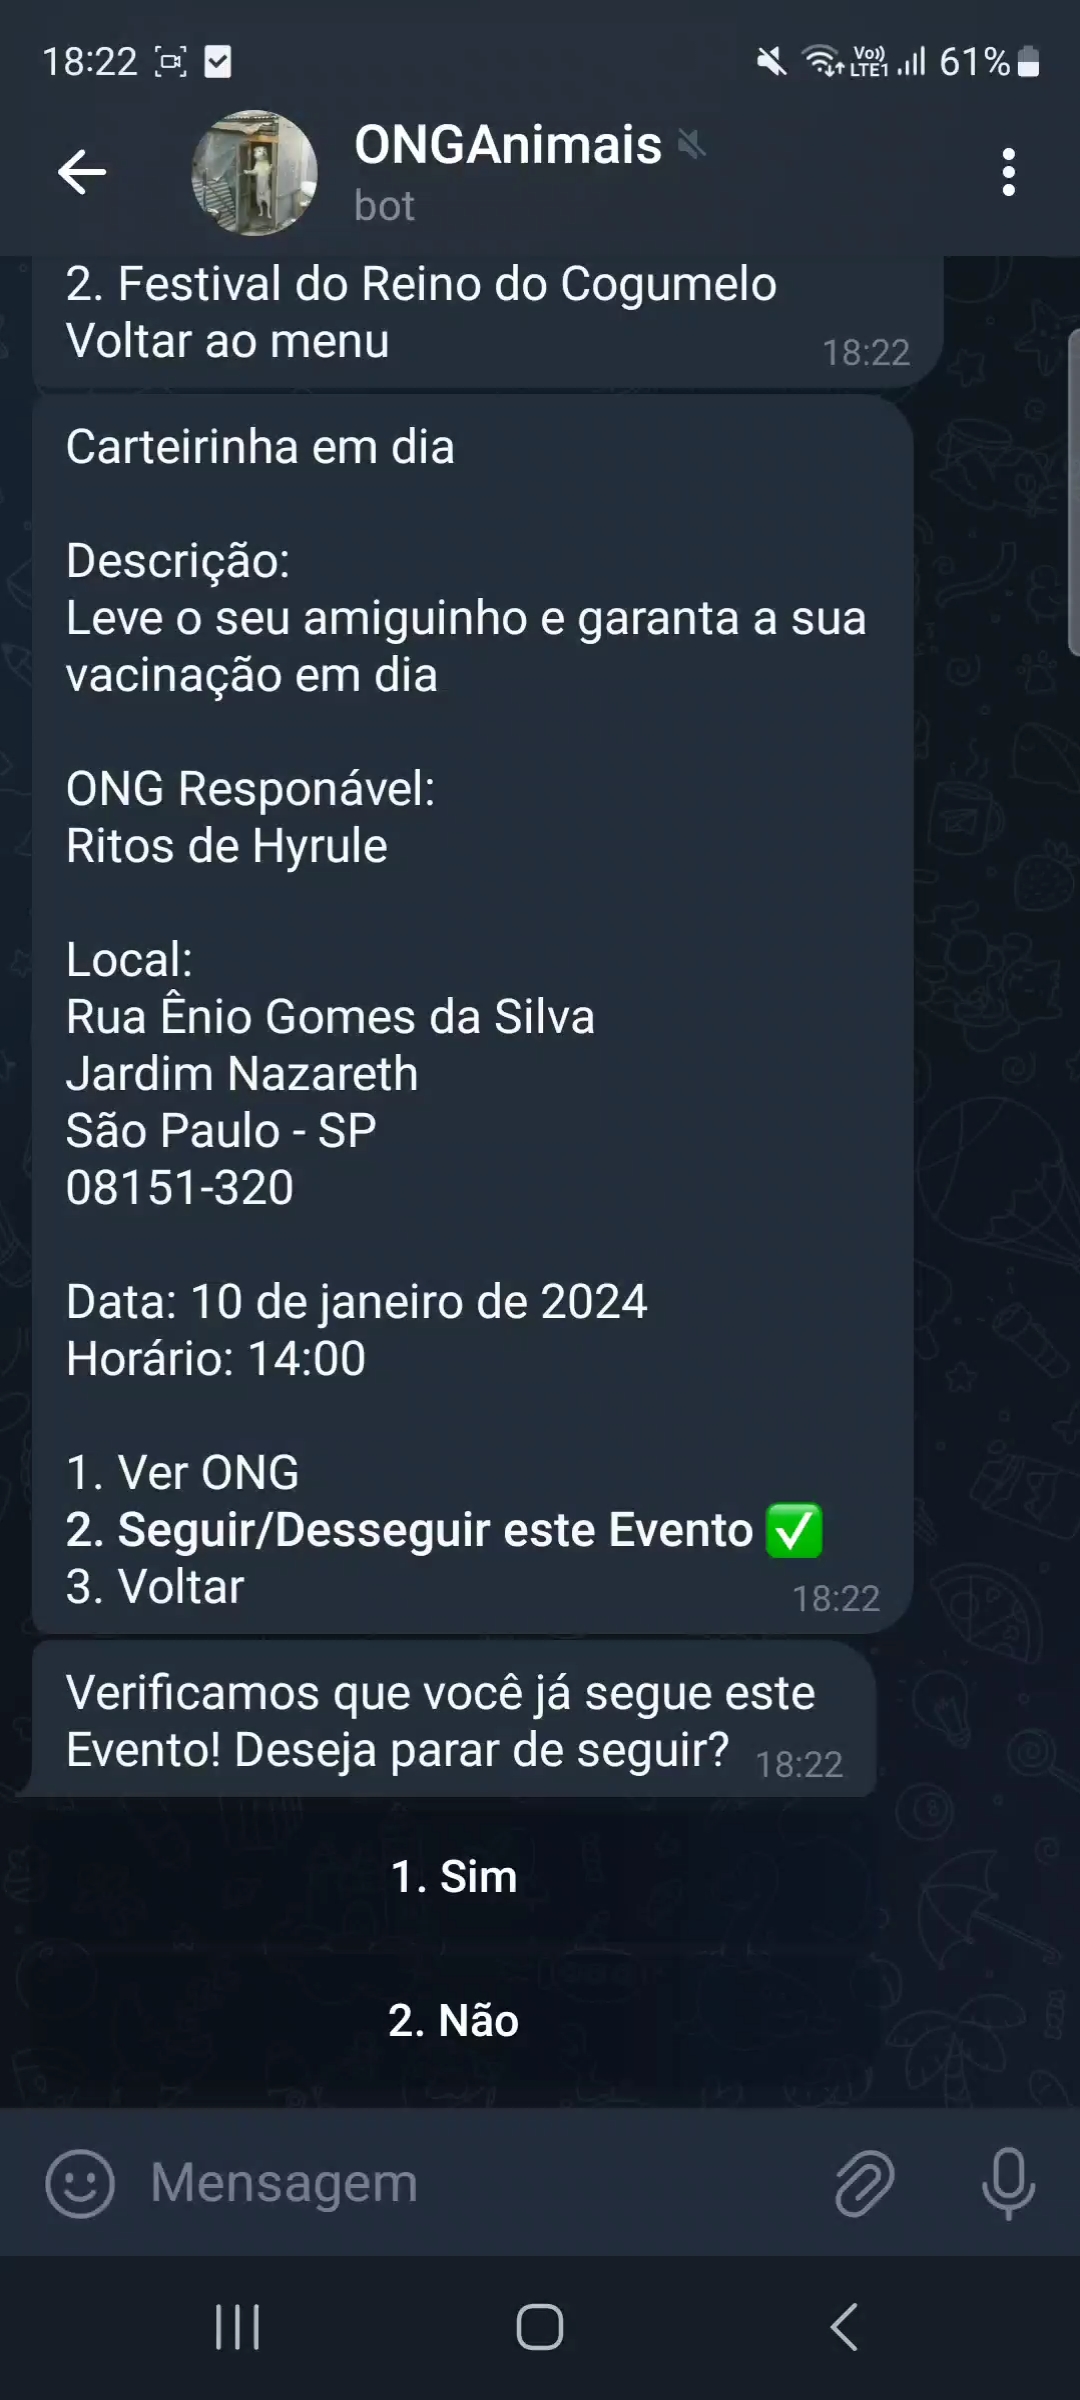 18:22
Vo))
LTE1
61%
ONGAnimais
bot
2. Festival do Reino do Cogumelo
Voltar ao menu
18:22
Carteirinha em dia
Descrição:
Leve o seu amiguinho e garanta a sua
vacinação em dia
ONG Responável:
Ritos de Hyrule
Local:
Rua Ênio Gomes da Silva
Jardim Nazareth
São Paulo - SP
08151-320
Data: 10 de janeiro de 2024
Horário: 14:00
1. Ver ONG
2. Seguir/Desseguir este Evento ✅
3. Voltar
18:22
Verificamos que você já segue este
Evento! Deseja parar de seguir?
18:22
1. Sim
2. Não
Mensagem